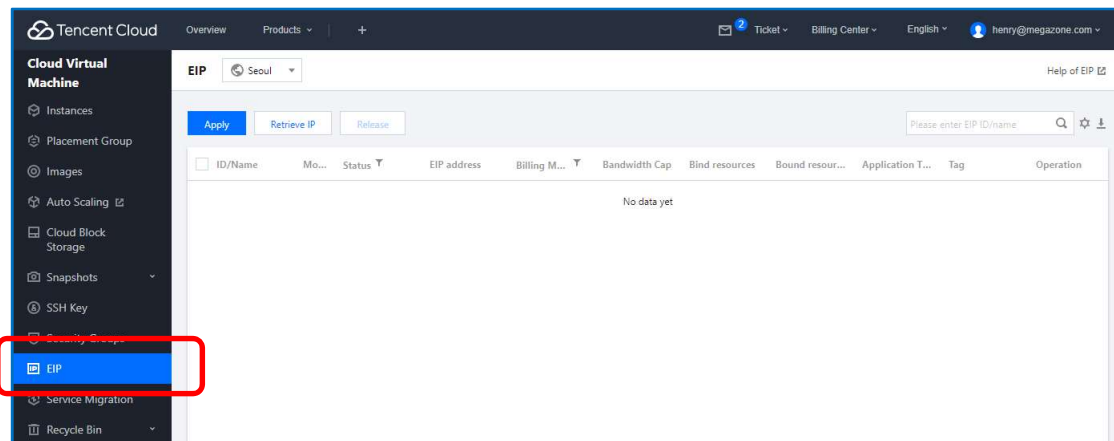 Tencent Cloud
Overview
Products
+
2
Ticket
Billing Center
English
henry@megazone.com
Cloud Virtual
Machine
EIP
Seoul
Help of EIP
Instances
Apply
Retrieve IP
Release
Please enter EIP ID/name
Placement Group
ID/Name
Mo...
Status
EIP address
Billing M...
Bandwidth Cap
Bind resources
Bound resour...
Application T...
Tag
Operation
Images
No data yet
Auto Scaling
Cloud Block
Storage
Snapshots
SSH Key
Security Groups
IP EIP
Service Migration
Recycle Bin